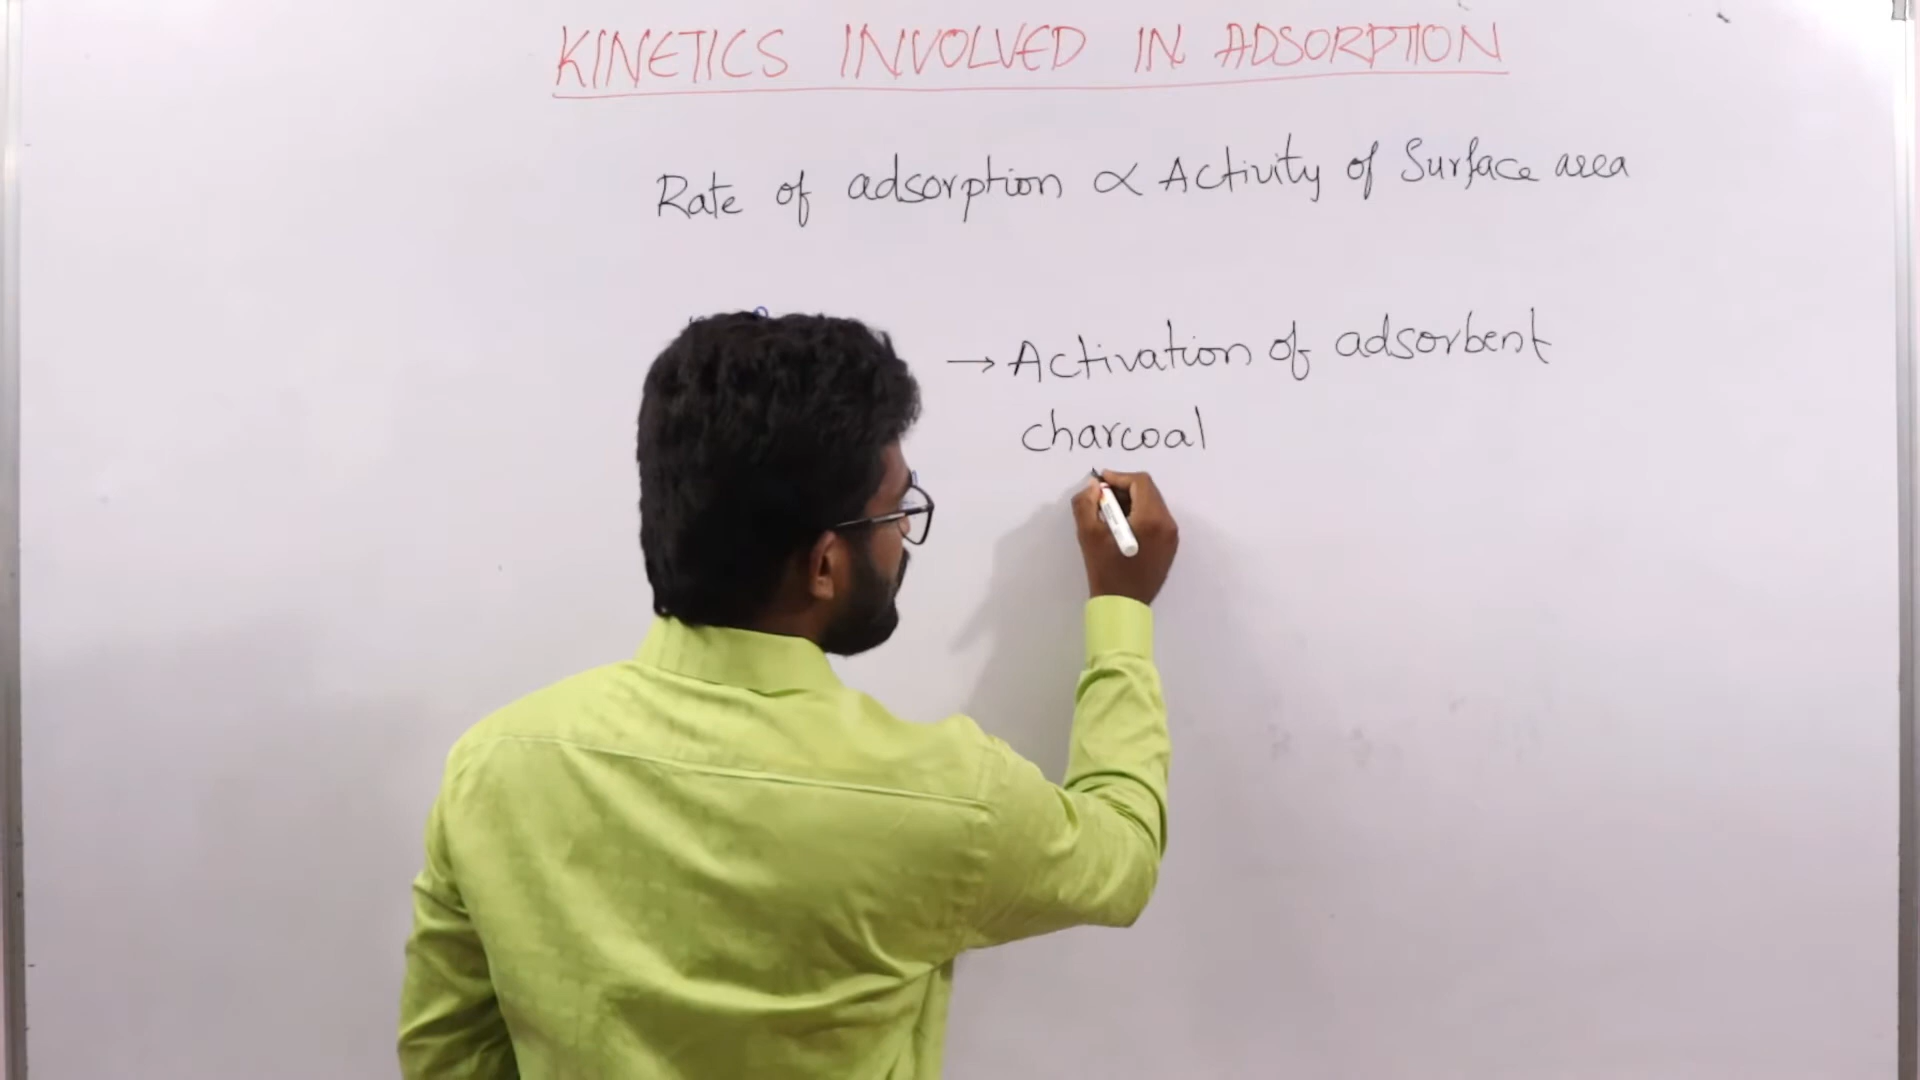 KINETICS INVOLVED IN ADSORPTION
Rate of adsorption ∝ Activity of Surface area
→ Activation of adsorbent
charcoal